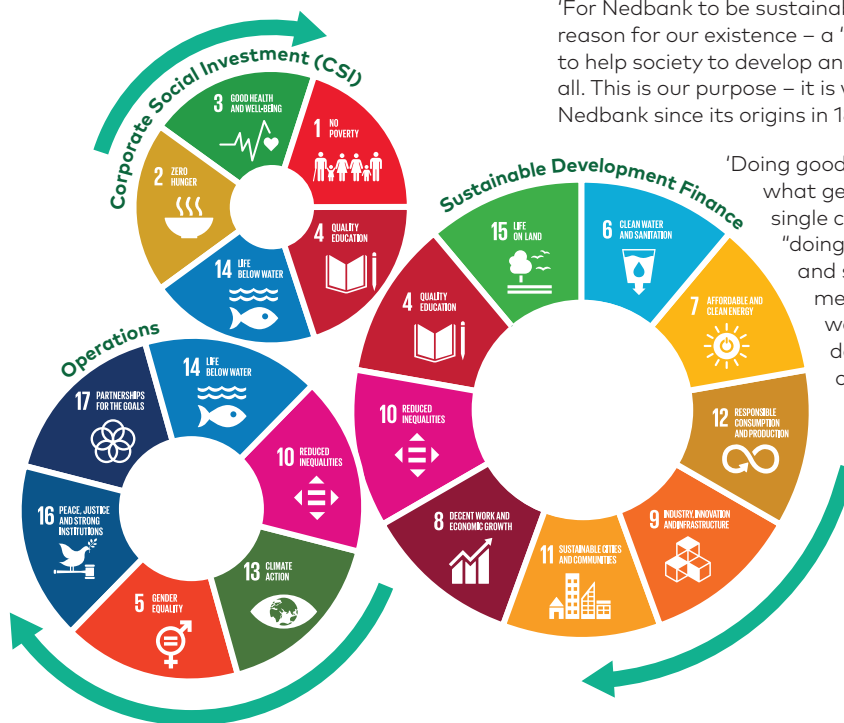 'For Nedbank to be sustainabl
reason for our existence – a '
to help society to develop an
all. This is our purpose – it is
Nedbank since its origins in 1
'Doing good
what ge
single c
"doing
and s
me
Corporate Social Investment (CSI)
3 GOOD HEALTH
AND WELL-BEING
1 NO
POVERTY
2 ZERO
HUNGER
4 QUALITY
EDUCATION
14 LIFE
BELOW WATER
Sustainable Development Finance
15 LIFE
ON LAND
6 CLEAN WATER
AND SANITATION
4 QUALITY
EDUCATION
7 AFFORDABLE AND
CLEAN ENERGY
10 REDUCED
INEQUALITIES
12 RESPONSIBLE
CONSUMPTION
AND PRODUCTION
8 DECENT WORK AND
ECONOMIC GROWTH
9 INDUSTRY, INNOVATION
AND INFRASTRUCTURE
11 SUSTAINABLE CITIES
AND COMMUNITIES
Operations
14 LIFE
BELOW WATER
17 PARTNERSHIPS
FOR THE GOALS
10 REDUCED
INEQUALITIES
16 PEACE, JUSTICE
AND STRONG
INSTITUTIONS
13 CLIMATE
ACTION
5 GENDER
EQUALITY